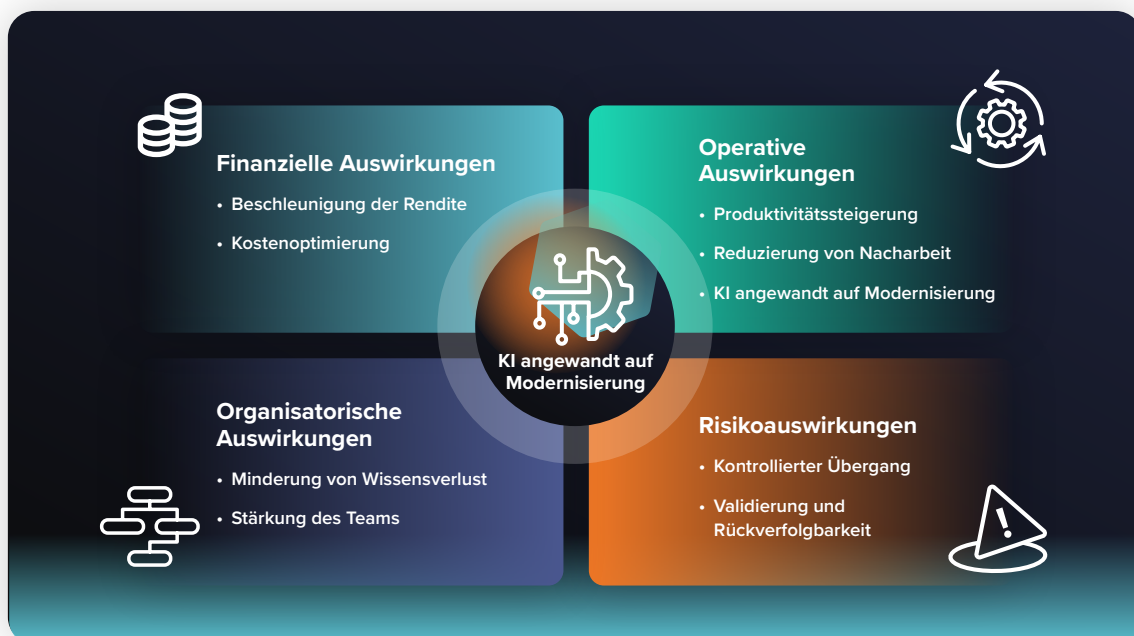 Finanzielle Auswirkungen
• Beschleunigung der Rendite
• Kostenoptimierung
Operative
Auswirkungen
• Produktivitätssteigerung
• Reduzierung von Nacharbeit
• KI angewandt auf Modernisierung
KI angewandt auf
Modernisierung
Organisatorische
Auswirkungen
• Minderung von Wissensverlust
• Stärkung des Teams
Risikoauswirkungen
• Kontrollierter Übergang
• Validierung und
Rückverfolgbarkeit
!